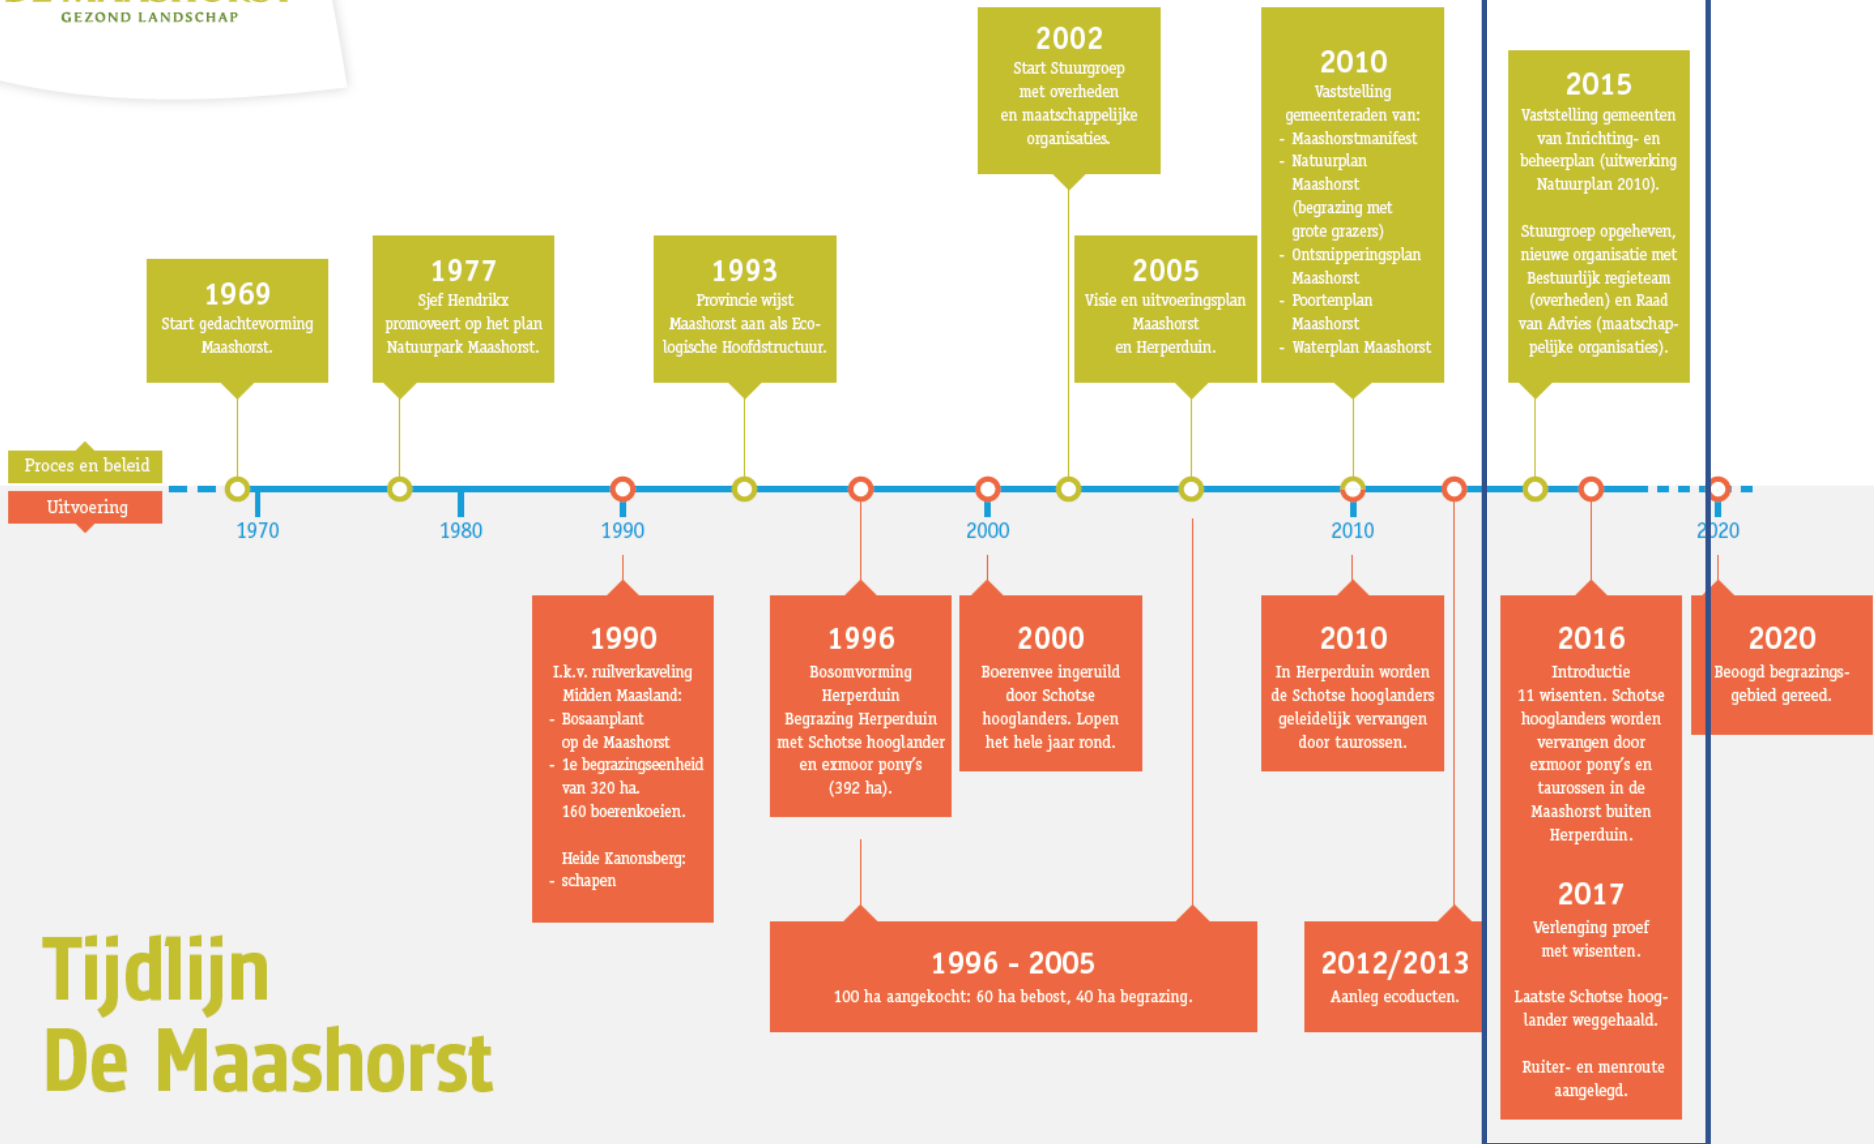 GEZOND LANDSCHAP
2002
Start Stuurgroep
met overheden
en maatschappelijke
organisaties.
2010
Vaststelling
gemeenteraden van:
- Maashorstmanifest
- Natuurplan
Maashorst
(begrazing met
grote grazers)
- Ontsnipperingsplan
Maashorst
- Poortenplan
Maashorst
- Waterplan Maashorst
2015
Vaststelling gemeenten
van Inrichting- en
beheerplan (uitwerking
Natuurplan 2010).
Stuurgroep opgeheven,
nieuwe organisatie met
Bestuurlijk regieteam
(overheden) en Raad
van Advies (maatschap-
pelijke organisaties).
1969
Start gedachtevorming
Maashorst.
1977
Sjef Hendrikx
promoveert op het plan
Natuurpark Maashorst.
1993
Provincie wijst
Maashorst aan als Eco-
logische Hoofdstructuur.
2005
Visie en uitvoeringsplan
Maashorst
en Herperduin.
Proces en beleid
Uitvoering
1970
1980
1990
2000
2010
2020
1990
I.k.v. ruilverkaveling
Midden Maasland:
- Bosaanplant
op de Maashorst
- 1e begrazingseenheid
van 320 ha.
160 boerenkoeien.
Heide Kanonsberg:
- schapen
1996
Bosomvorming
Herperduin
Begrazing Herperduin
met Schotse hooglander
en exmoor pony's
(392 ha).
2000
Boerenvee ingeruild
door Schotse
hooglanders. Lopen
het hele jaar rond.
2010
In Herperduin worden
de Schotse hooglanders
geleidelijk vervangen
door taurossen.
2016
Introductie
11 wisenten. Schotse
hooglanders worden
vervangen door
exmoor pony's en
taurossen in de
Maashorst buiten
Herperduin.
2017
Verlenging proef
met wisenten.
Laatste Schotse hoog-
lander weggehaald.
Ruiter- en menroute
aangelegd.
2020
Beoogd begrazings-
gebied gereed.
1996 - 2005
100 ha aangekocht: 60 ha bebost, 40 ha begrazing.
2012/2013
Aanleg ecoducten.
Tijdlijn
De Maashorst